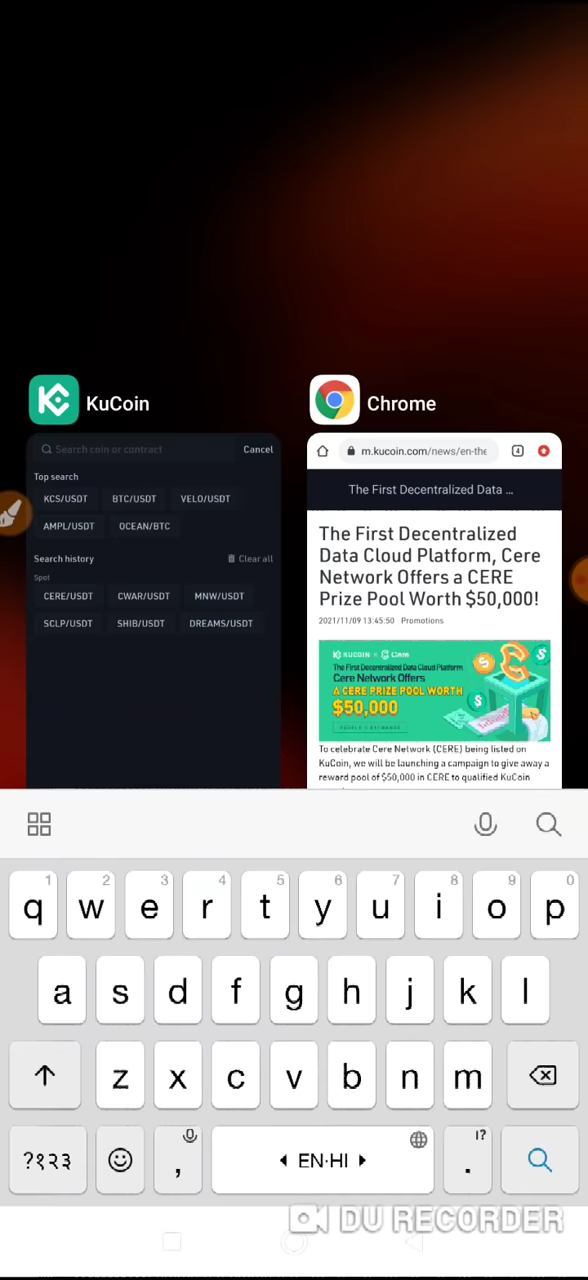 KuCoin
Chrome
Search coin or contract
Cancel
Top search
KCS/USDT
BTC/USDT
VELO/USDT
AMPL/USDT
OCEAN/BTC
Search history
Clear all
Spot
CERE/USDT
CWAR/USDT
MNW/USDT
SCLP/USDT
SHIB/USDT
DREAMS/USDT
m.kucoin.com/news/en-the
4
The First Decentralized Data ...
The First Decentralized
Data Cloud Platform, Cere
Network Offers a CERE
Prize Pool Worth $50,000!
2021/11/09 13:45:50 Promotions
KUCOIN × Cere
The First Decentralized Data Cloud Platform
Cere Network Offers
A CERE PRIZE POOL WORTH
$50,000
To celebrate Cere Network (CERE) being listed on
KuCoin, we will be launching a campaign to give away a
reward pool of $50,000 in CERE to qualified KuCoin
1 2 3 4 5 6 7 8 9 0
q w e r t y u i o p
a s d f g h j k l
z x c v b n m
?१२३
,
EN·HI
!?
.
DU RECORDER